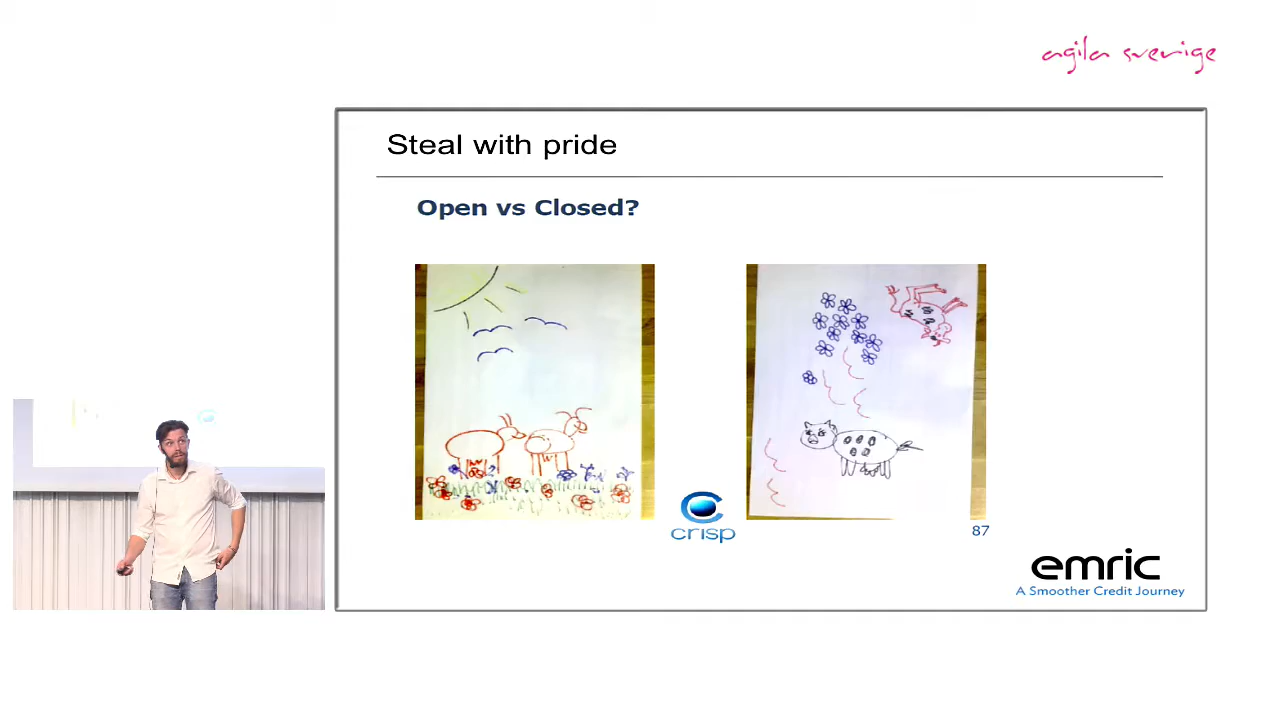 agila sverige
Steal with pride
Open vs Closed?
crisp
87
emric
A Smoother Credit Journey